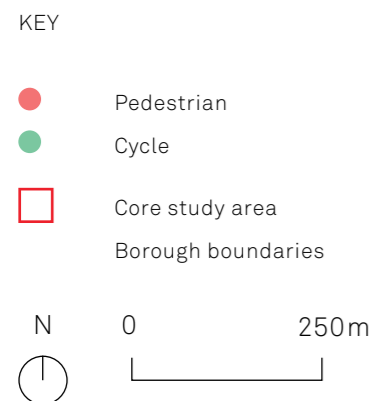 KEY
Pedestrian
Cycle
Core study area
Borough boundaries
N 0 250m